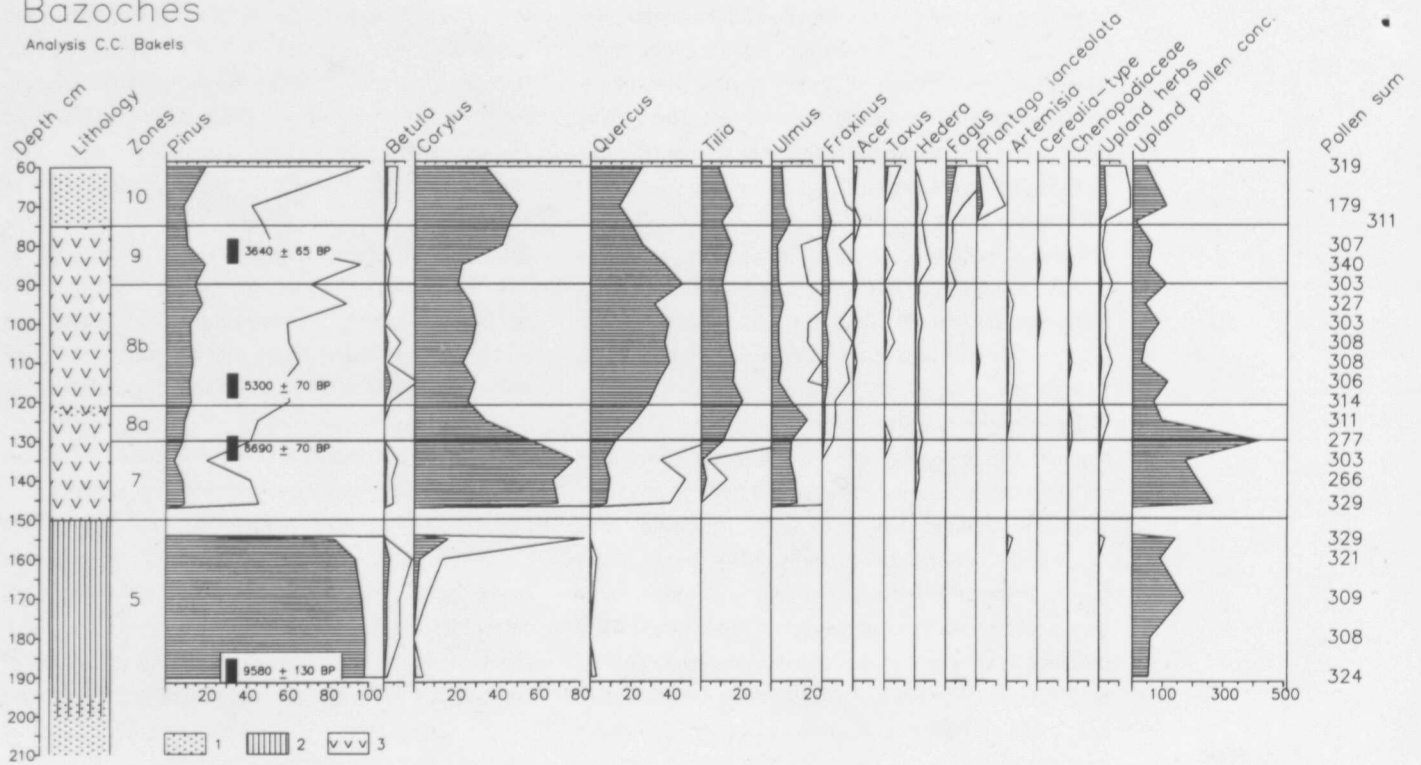 Bazoches
Analysis C.C. Bakels
Depth cm
Lithology
Zones
Pinus
Betula
Corylus
Quercus
Tilia
Ulmus
Fraxinus
Acer
Taxus
Hedera
Fagus
Plantago lanceolata
Artemisia
Cerealia-type
Chenopodiaceae
Upland herbs
Upland pollen conc.
Pollen sum
60
70
80
90
100
110
120
130
140
150
160
170
180
190
200
210
10
9
8b
8a
7
5
3640 ± 65 BP
5300 ± 70 BP
6690 ± 70 BP
9580 ± 130 BP
319
179
311
307
340
303
327
303
308
308
306
314
311
277
303
266
329
329
321
309
308
324
20 40 60 80 100
20 40 60 80
20 40
20
20
100 300 500
1
2
3